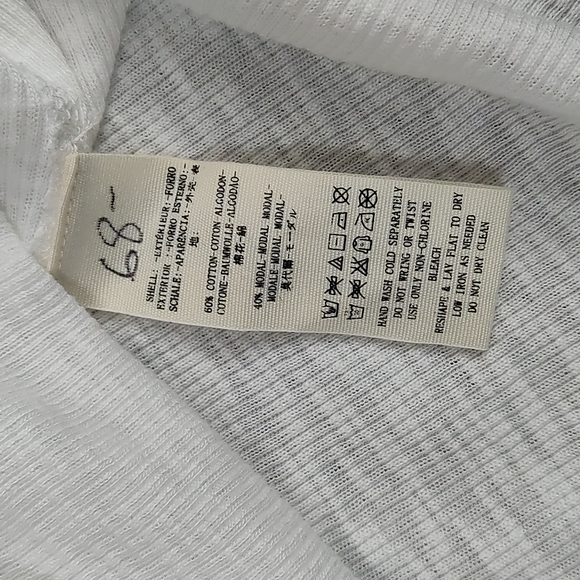 68-
SHELL: -EXTÉRIEUR:-FORRO
EXTERIOR :-FORRO ESTERNO:-
SCHALE:-APARÊNCIA:-外壳 表
地:
60% COTTON-COTON ALGODON-
COTONE-BAUMWOLLE-ALGODÃO
棉花-綿
40% MODAL-MODAL MODAL-
MODALE-MODAL MODAL-
莫代爾-モーダル
HAND WASH COLD SEPARATELY
DO NOT WRING OR TWIST
USE ONLY NON-CHLORINE
BLEACH
RESHAPE & LAY FLAT TO DRY
LOW IRON AS NEEDED
DO NOT DRY CLEAN